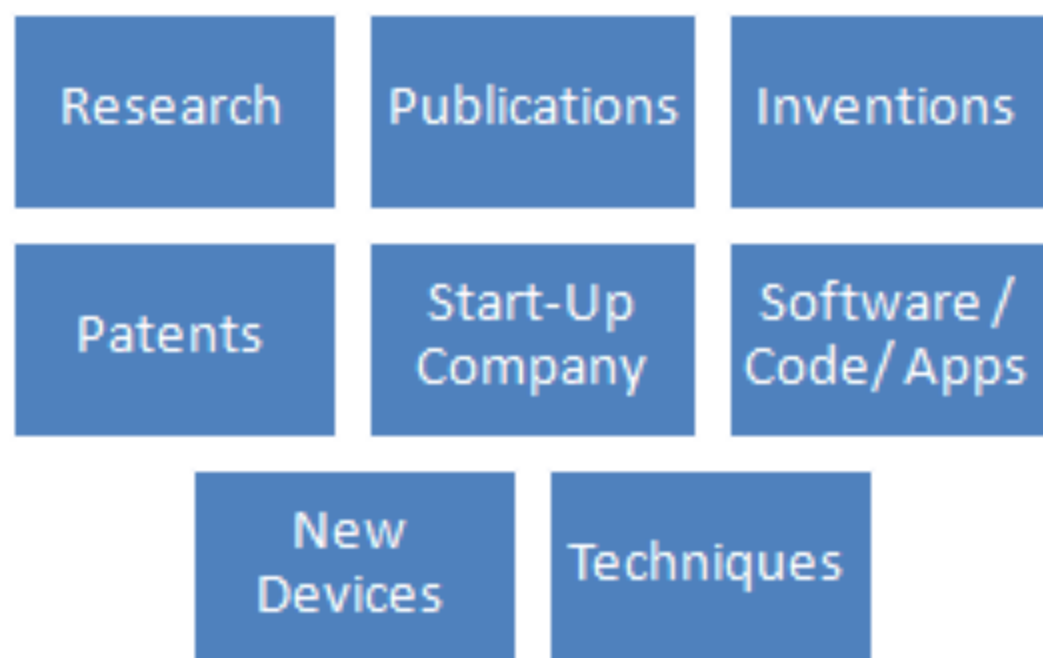 Research
Publications
Inventions
Patents
Start-Up
Company
Software /
Code/ Apps
New
Devices
Techniques